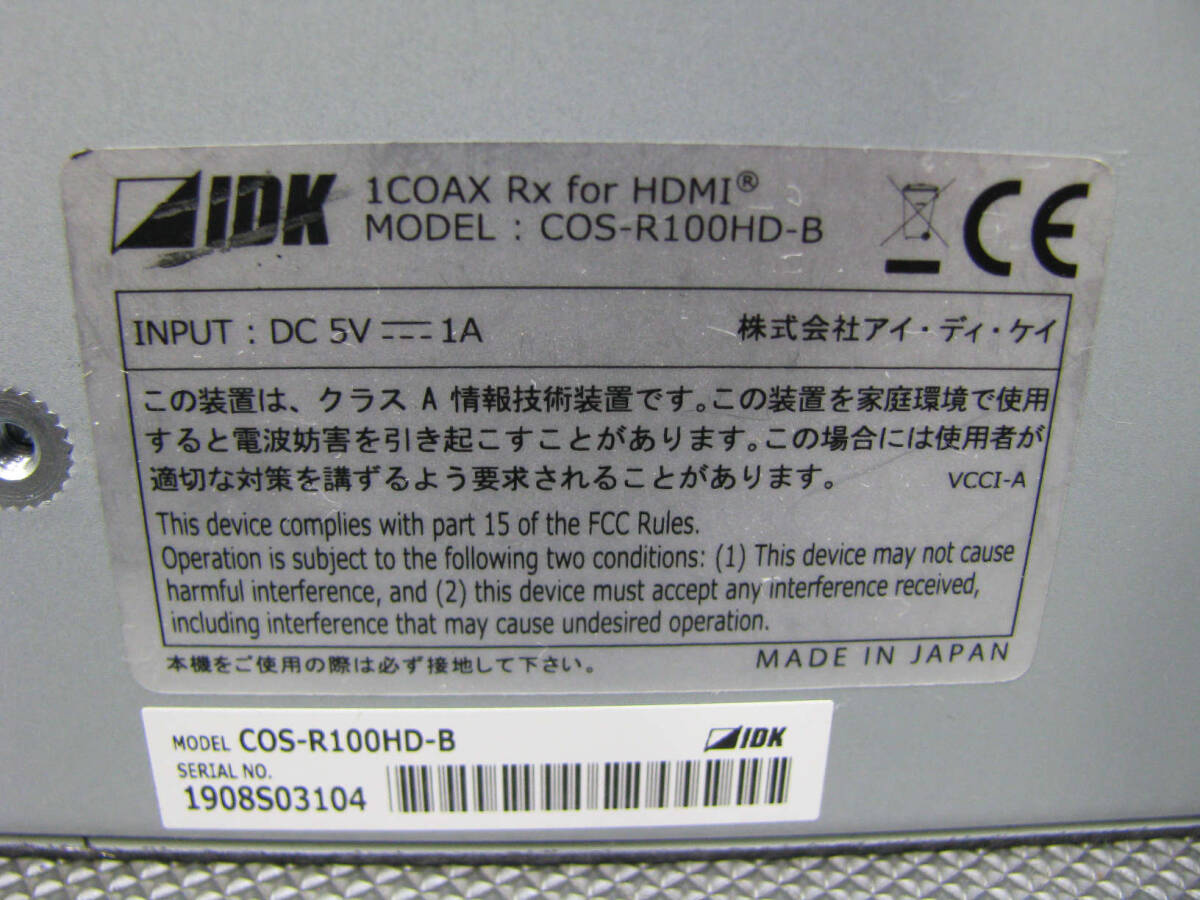 IDK
1COAX Rx for HDMI®
MODEL : COS-R100HD-B
CE
INPUT : DC 5V ⎓ 1A
株式会社アイ・ディ・ケイ
この装置は、クラス A 情報技術装置です。この装置を家庭環境で使用
すると電波妨害を引き起こすことがあります。この場合には使用者が
適切な対策を講ずるよう要求されることがあります。
VCCI-A
This device complies with part 15 of the FCC Rules.
Operation is subject to the following two conditions: (1) This device may not cause
harmful interference, and (2) this device must accept any interference received,
including interference that may cause undesired operation.
本機をご使用の際は必ず接地して下さい。
MADE IN JAPAN
MODEL COS-R100HD-B
IDK
SERIAL NO.
1908S03104